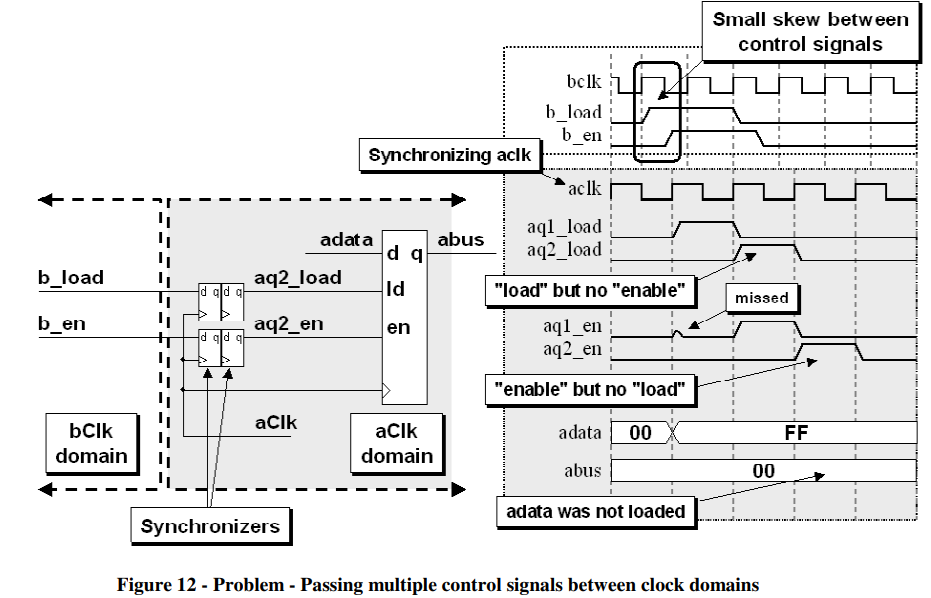 Small skew between
control signals
bclk
b_load
b_en
Synchronizing aclk
aclk
adata
d q
abus
aq1_load
aq2_load
b_load
d q
d q
aq2_load
ld
"load" but no "enable"
missed
b_en
d q
d q
aq2_en
en
aq1_en
aq2_en
"enable" but no "load"
aClk
bClk
domain
aClk
domain
adata
00
FF
abus
00
Synchronizers
adata was not loaded
Figure 12 - Problem - Passing multiple control signals between clock domains